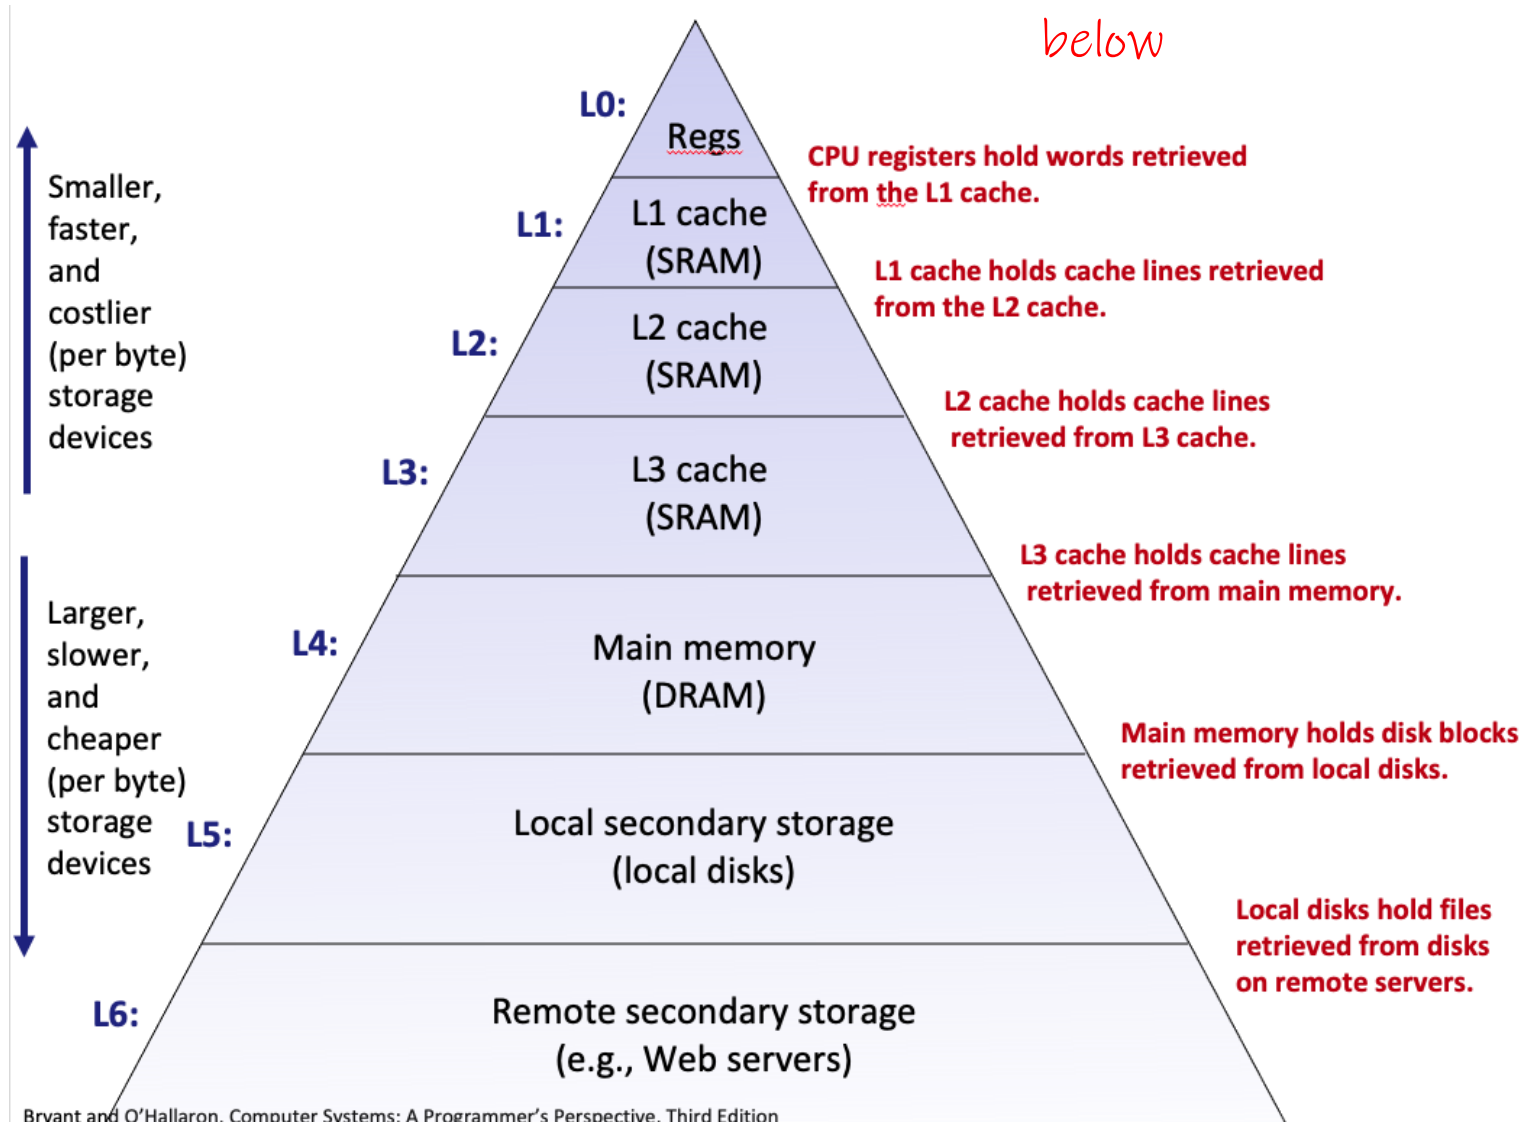 below
L0:
Regs
CPU registers hold words retrieved
from the L1 cache.
Smaller,
faster,
and
costlier
(per byte)
storage
devices
L1:
L1 cache
(SRAM)
L1 cache holds cache lines retrieved
from the L2 cache.
L2:
L2 cache
(SRAM)
L2 cache holds cache lines
retrieved from L3 cache.
L3:
L3 cache
(SRAM)
L3 cache holds cache lines
retrieved from main memory.
Larger,
slower,
and
cheaper
(per byte)
storage
devices
L4:
Main memory
(DRAM)
Main memory holds disk blocks
retrieved from local disks.
L5:
Local secondary storage
(local disks)
Local disks hold files
retrieved from disks
on remote servers.
L6:
Remote secondary storage
(e.g., Web servers)
Bryant and O'Hallaron, Computer Systems: A Programmer's Perspective, Third Edition